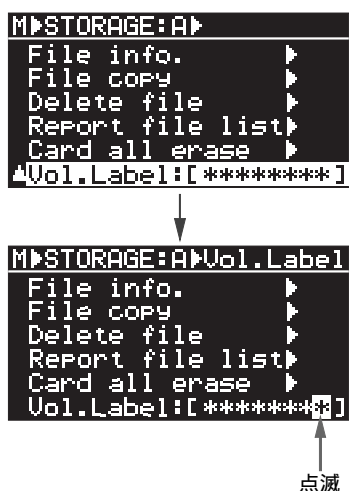 M▶STORAGE:A▶
File info. ▶
File copy ▶
Delete file ▶
Report file list▶
Card all erase ▶
Vol.Label:[********]
M▶STORAGE:A▶Vol.Label
File info. ▶
File copy ▶
Delete file ▶
Report file list▶
Card all erase ▶
Vol.Label:[********]
点滅